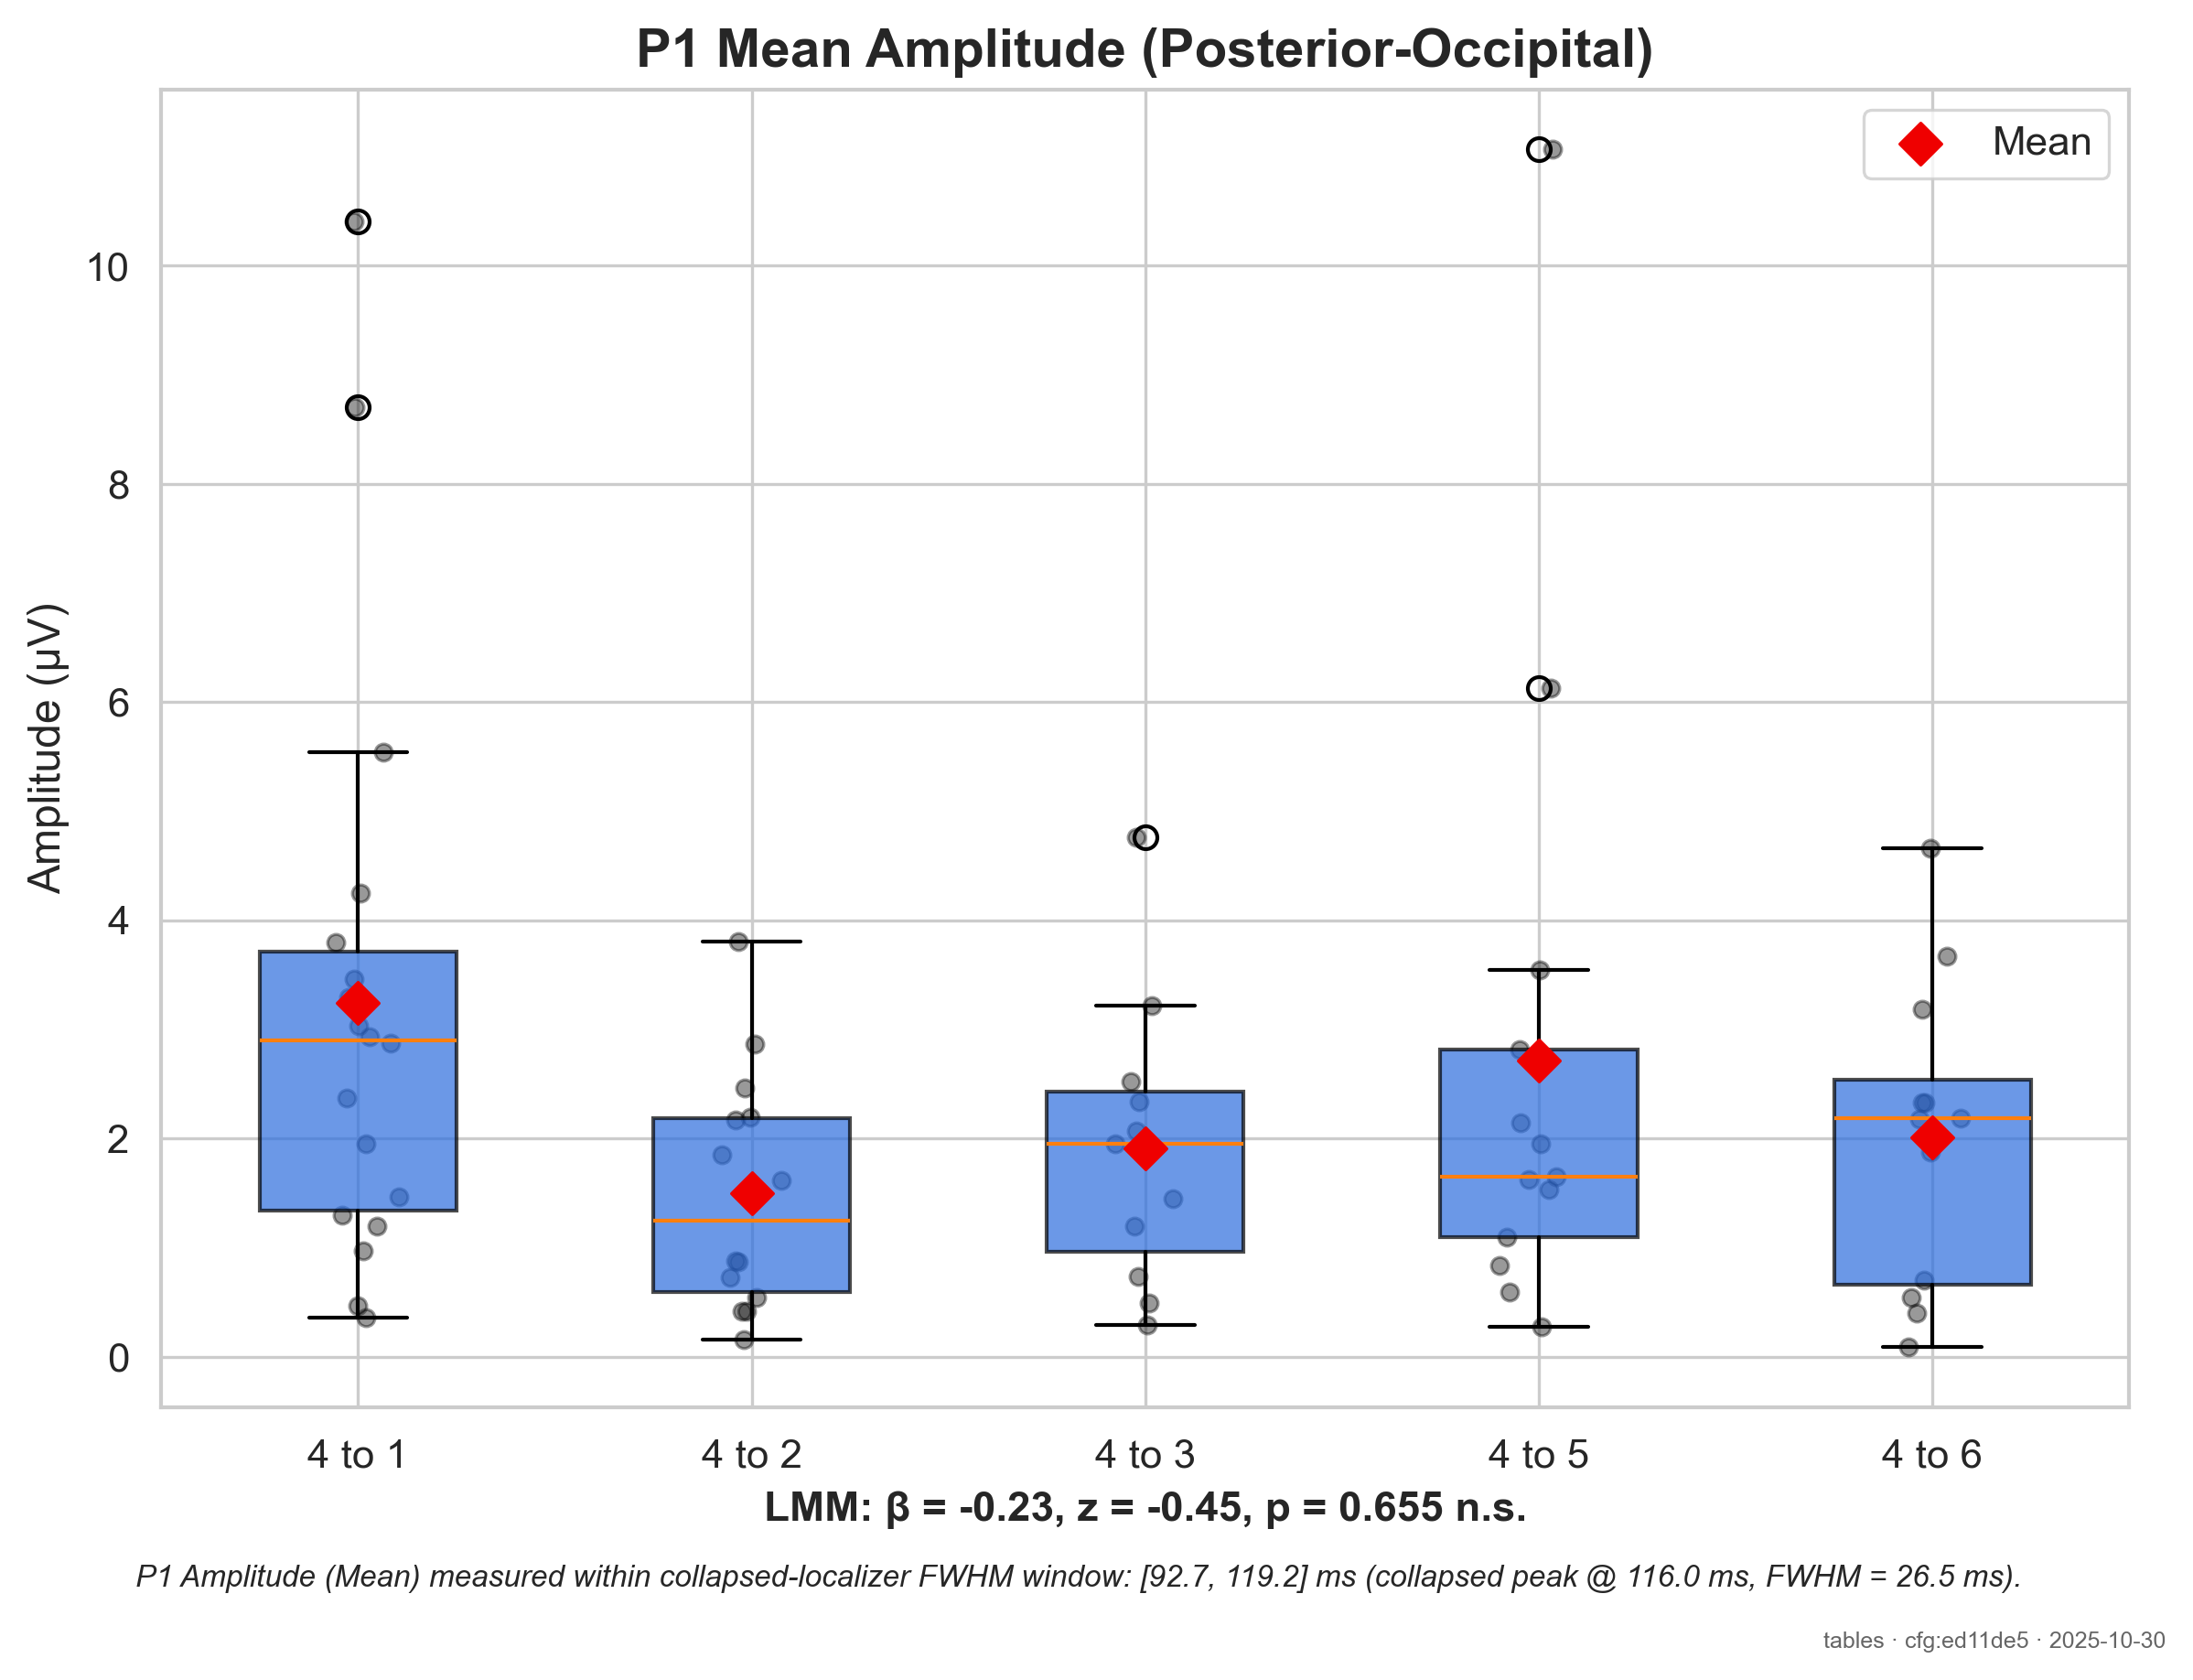 P1 Mean Amplitude (Posterior-Occipital)
Mean
Amplitude (µV)
10
8
6
4
2
0
4 to 1
4 to 2
4 to 3
4 to 5
4 to 6
LMM: β = -0.23, z = -0.45, p = 0.655 n.s.
P1 Amplitude (Mean) measured within collapsed-localizer FWHM window: [92.7, 119.2] ms (collapsed peak @ 116.0 ms, FWHM = 26.5 ms).
tables · cfg:ed11de5 · 2025-10-30